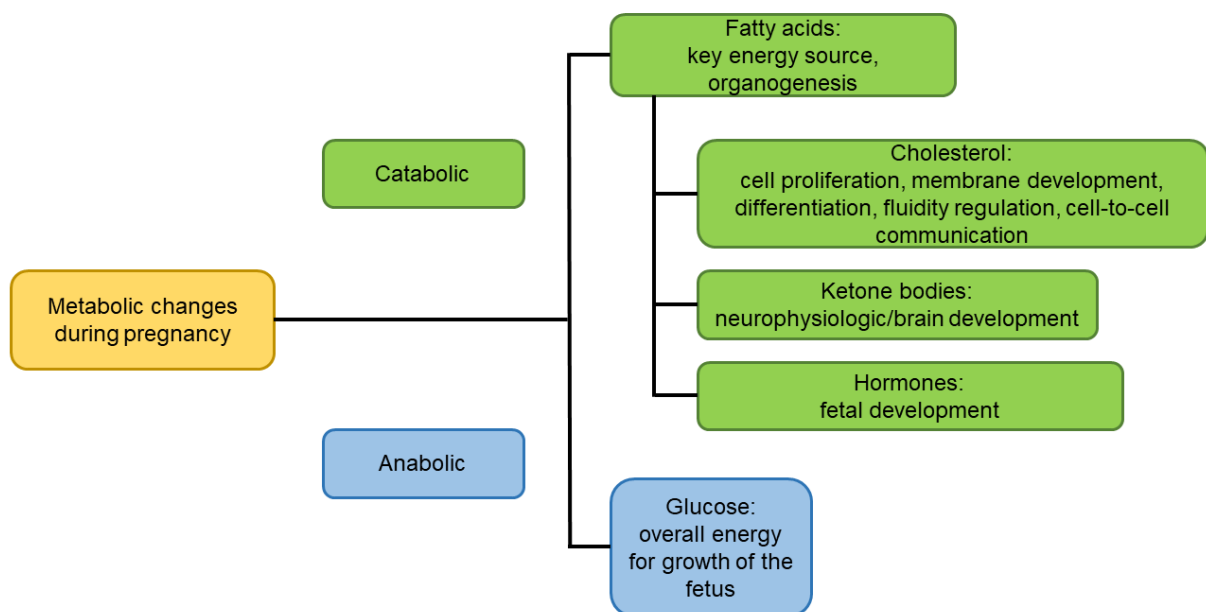 Fatty acids:
key energy source,
organogenesis
Catabolic
Cholesterol:
cell proliferation, membrane development,
differentiation, fluidity regulation, cell-to-cell
communication
Metabolic changes
during pregnancy
Ketone bodies:
neurophysiologic/brain development
Hormones:
fetal development
Anabolic
Glucose:
overall energy
for growth of the
fetus